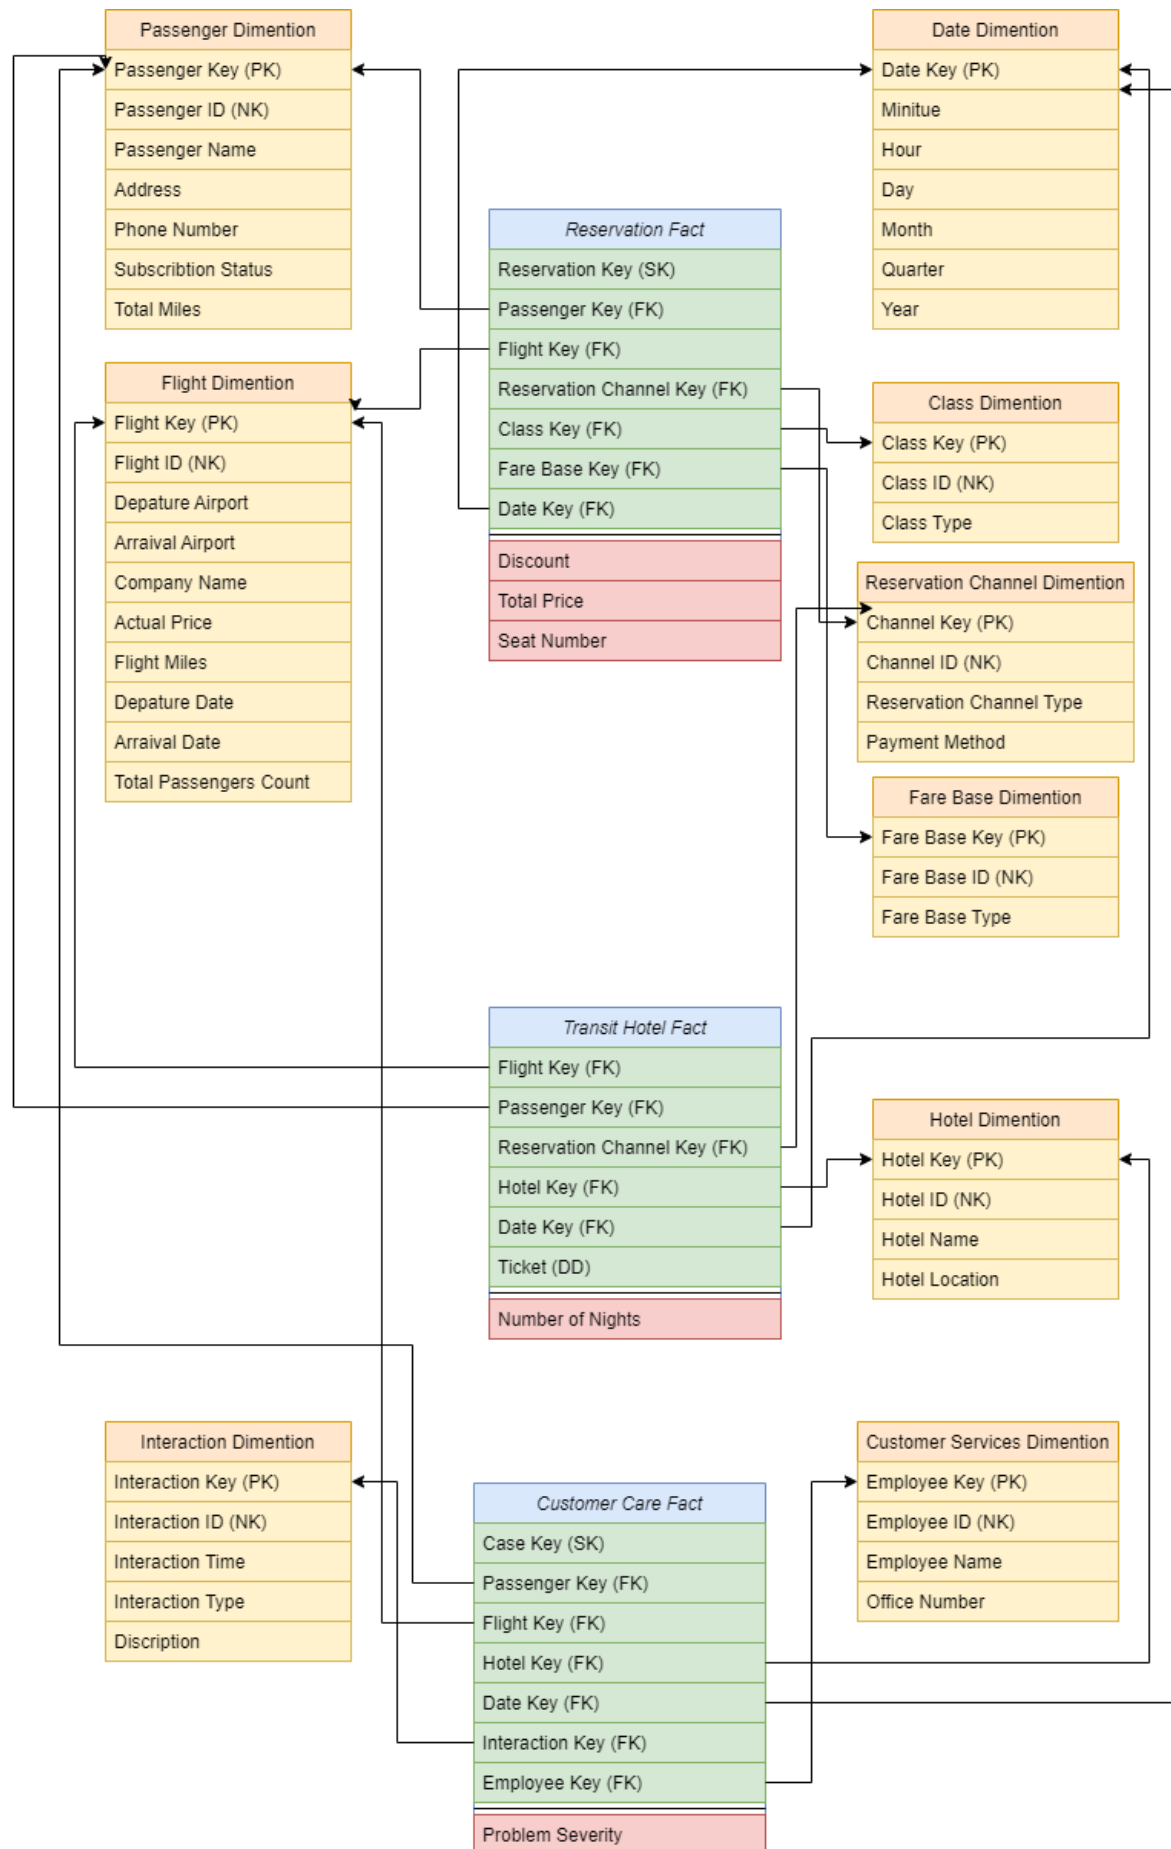 Passenger Dimention
Passenger Key (PK)
Passenger ID (NK)
Passenger Name
Address
Phone Number
Subscribtion Status
Total Miles
Date Dimention
Date Key (PK)
Minitue
Hour
Day
Month
Quarter
Year
Reservation Fact
Reservation Key (SK)
Passenger Key (FK)
Flight Key (FK)
Reservation Channel Key (FK)
Class Key (FK)
Fare Base Key (FK)
Date Key (FK)
Discount
Total Price
Seat Number
Flight Dimention
Flight Key (PK)
Flight ID (NK)
Depature Airport
Arraival Airport
Company Name
Actual Price
Flight Miles
Depature Date
Arraival Date
Total Passengers Count
Class Dimention
Class Key (PK)
Class ID (NK)
Class Type
Reservation Channel Dimention
Channel Key (PK)
Channel ID (NK)
Reservation Channel Type
Payment Method
Fare Base Dimention
Fare Base Key (PK)
Fare Base ID (NK)
Fare Base Type
Transit Hotel Fact
Flight Key (FK)
Passenger Key (FK)
Reservation Channel Key (FK)
Hotel Key (FK)
Date Key (FK)
Ticket (DD)
Number of Nights
Hotel Dimention
Hotel Key (PK)
Hotel ID (NK)
Hotel Name
Hotel Location
Interaction Dimention
Interaction Key (PK)
Interaction ID (NK)
Interaction Time
Interaction Type
Discription
Customer Care Fact
Case Key (SK)
Passenger Key (FK)
Flight Key (FK)
Hotel Key (FK)
Date Key (FK)
Interaction Key (FK)
Employee Key (FK)
Problem Severity
Customer Services Dimention
Employee Key (PK)
Employee ID (NK)
Employee Name
Office Number